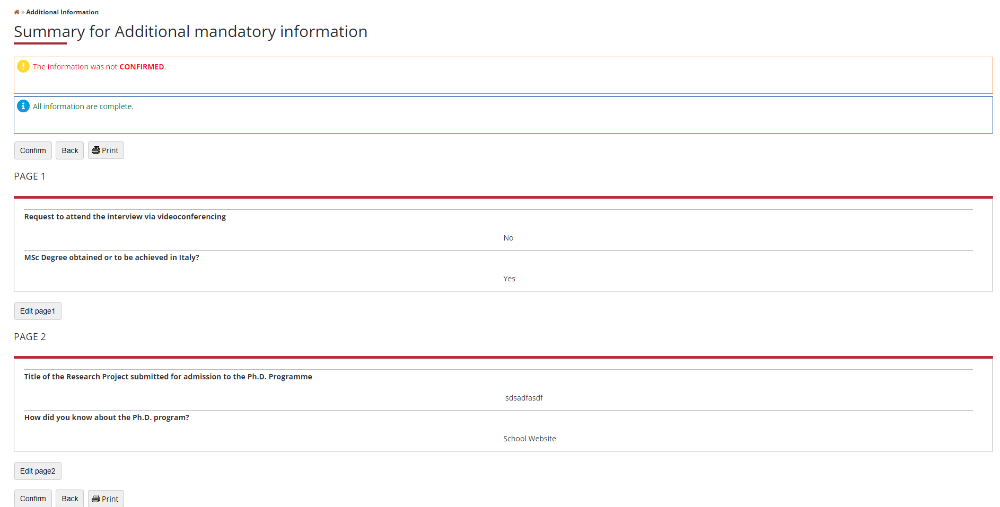 » Additional Information
Summary for Additional mandatory information
The information was not CONFIRMED.
All information are complete.
Confirm Back Print
PAGE 1
Request to attend the interview via videoconferencing
No
MSc Degree obtained or to be achieved in Italy?
Yes
Edit page1
PAGE 2
Title of the Research Project submitted for admission to the Ph.D. Programme
sdsadfasdf
How did you know about the Ph.D. program?
School Website
Edit page2
Confirm Back Print